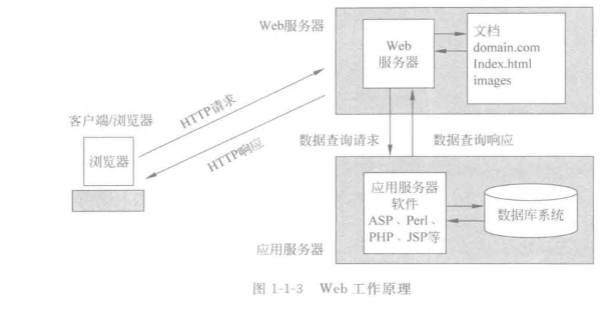 Web服务器
Web
服务器
文档
domain.com
Index.html
images
HTTP请求
HTTP响应
客户端/浏览器
浏览器
数据查询请求
数据查询响应
应用服务器
软件
ASP、Perl、
PHP、JSP等
数据库系统
应用服务器
图 1-1-3 Web 工作原理